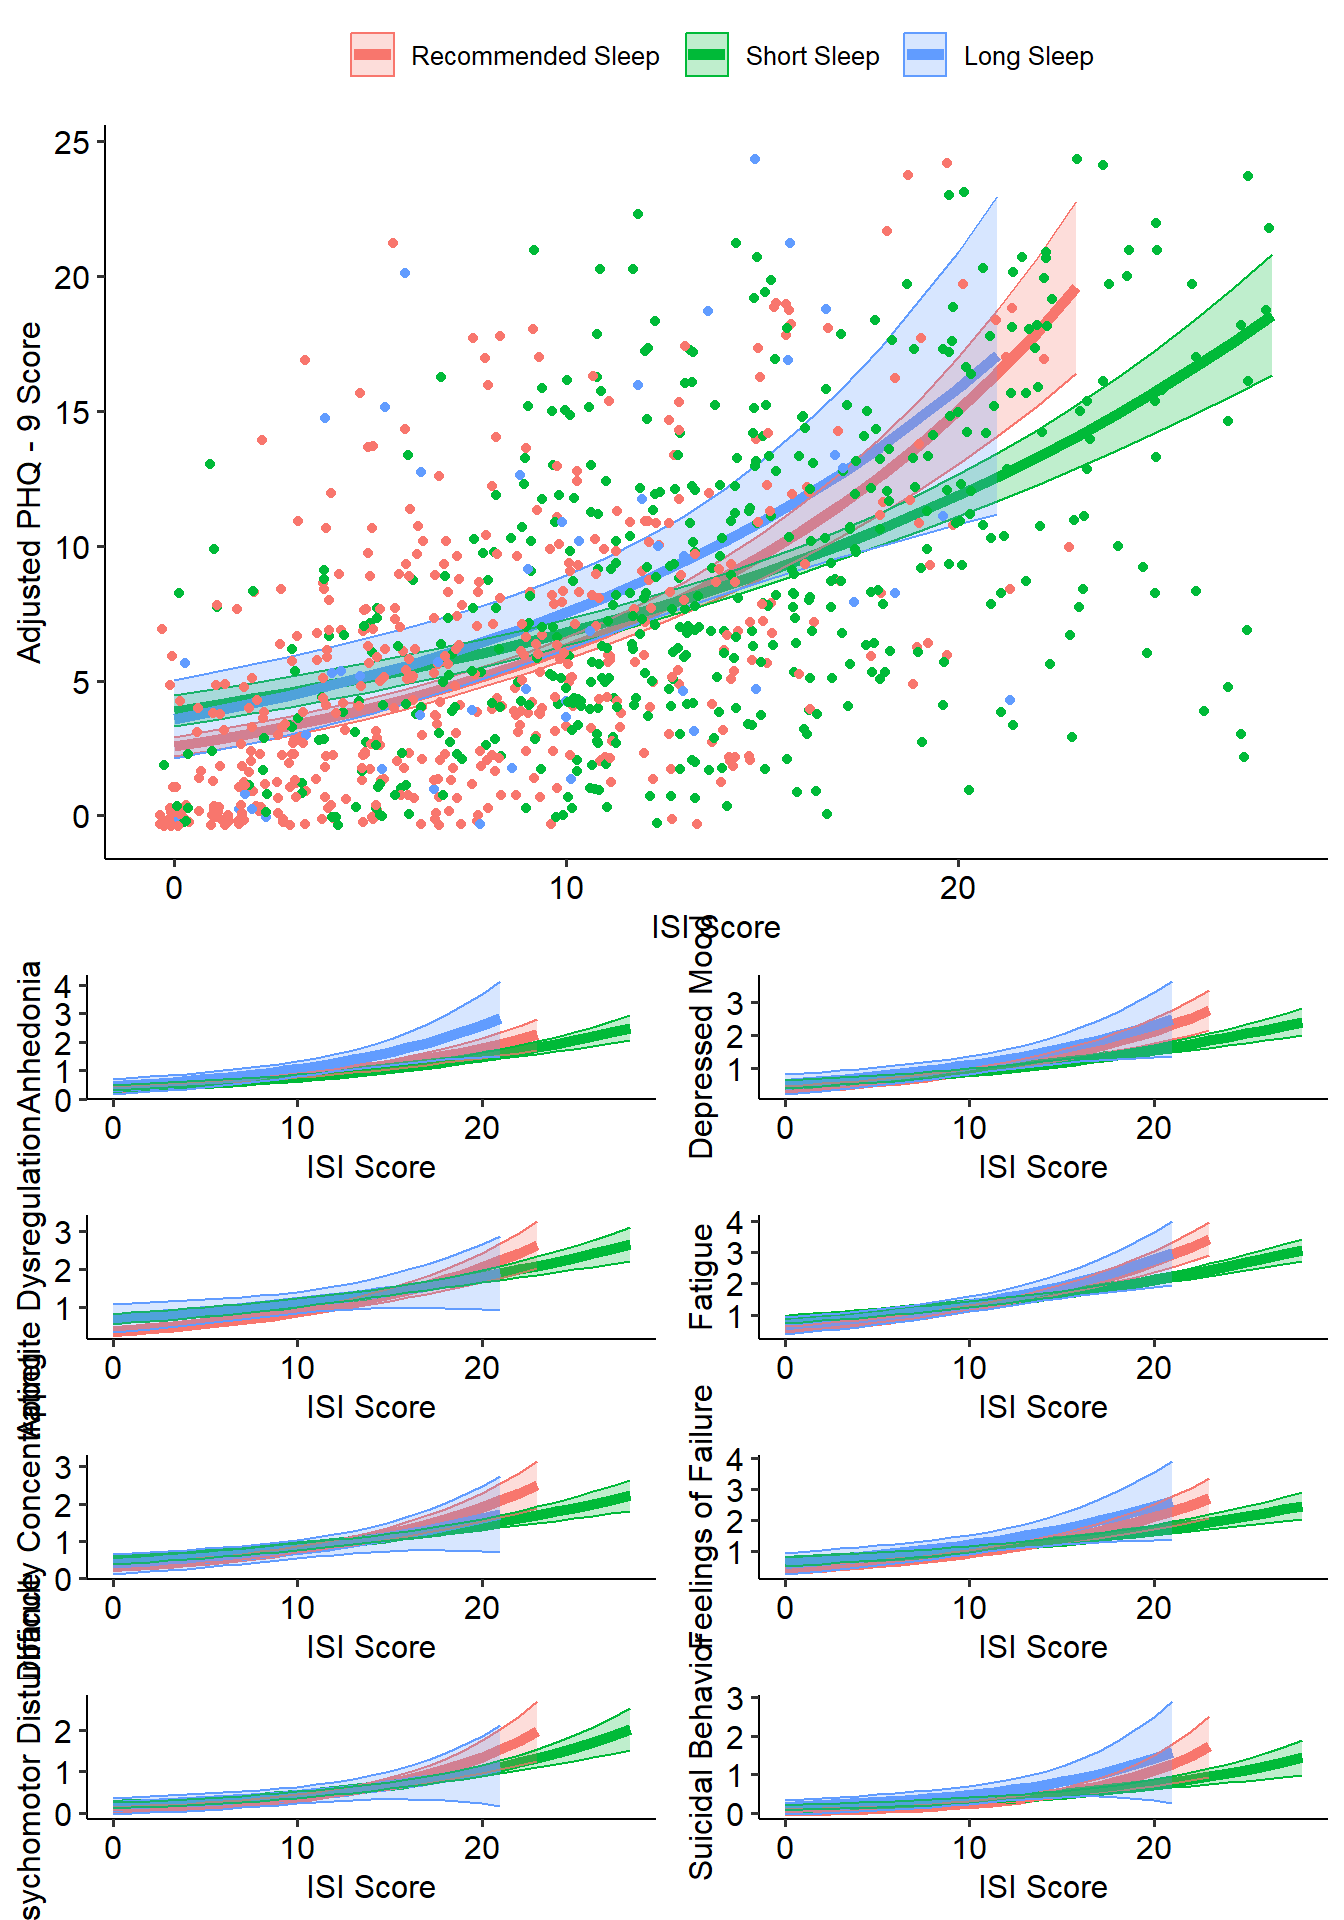 Recommended Sleep Short Sleep Long Sleep
Adjusted PHQ - 9 Score
25
20
15
10
5
0
0 10 20
ISI Score
Anhedonia
4
3
2
1
0
0 10 20
ISI Score
Depressed Mood
3
2
1
0 10 20
ISI Score
Appetite Dysregulation
3
2
1
0 10 20
ISI Score
Fatigue
4
3
2
1
0 10 20
ISI Score
Difficulty Concentrating
3
2
1
0
0 10 20
ISI Score
Feelings of Failure
4
3
2
1
0 10 20
ISI Score
sychomotor
2
1
0
0 10 20
ISI Score
Suicidal Behavior
3
2
1
0
0 10 20
ISI Score